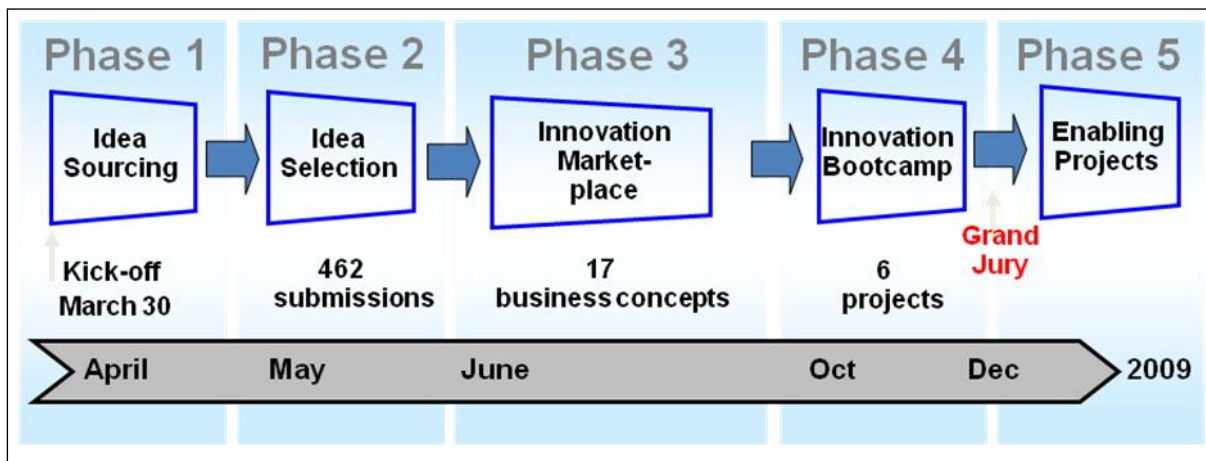 Phase 1
Phase 2
Phase 3
Phase 4
Phase 5
Idea
Sourcing
Idea
Selection
Innovation
Market-
place
Innovation
Bootcamp
Enabling
Projects
Grand
Jury
Kick-off
March 30
462
submissions
17
business concepts
6
projects
April
May
June
Oct
Dec
2009